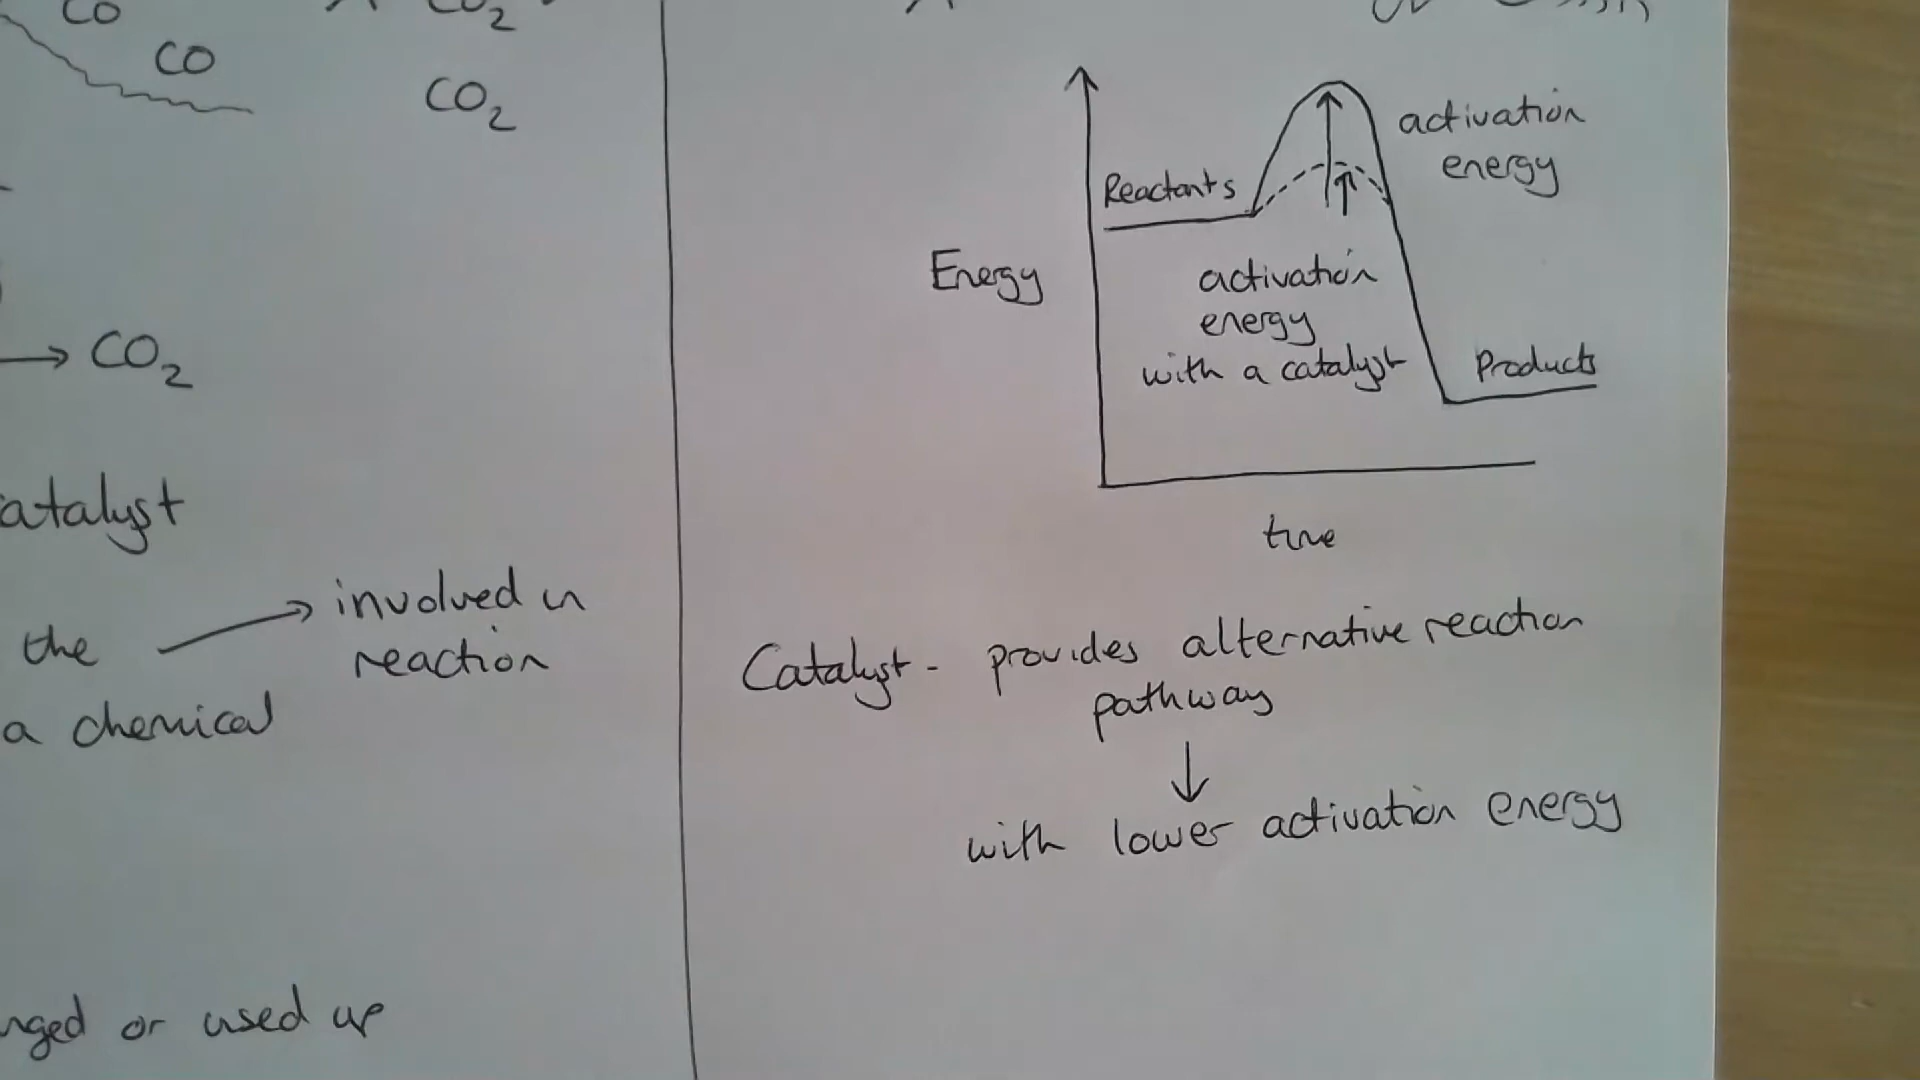 CO
CO₂
CO
CO₂
→ CO₂
atalyst
the → involved in
reaction
a chemical
nged or used up
activation
energy
Reactants
Energy
activation
energy
with a catalyst
Products
time
Catalyst - provides alternative reaction
pathway
↓
with lower activation energy